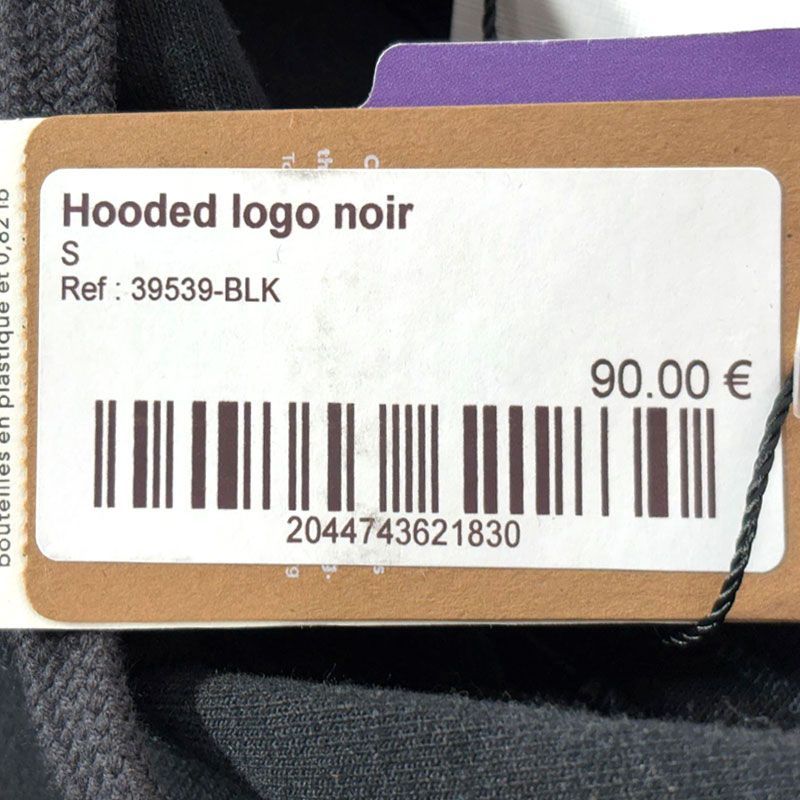 Hooded logo noir
S
Ref : 39539-BLK
90.00 €
2044743621830
bouteilles en plastique et 0,82 lb